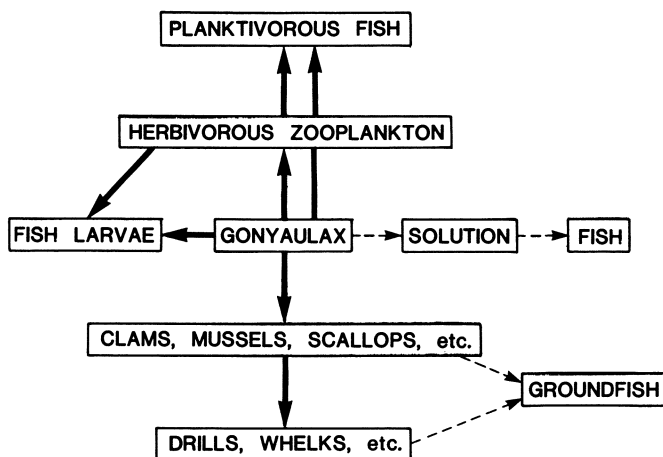 PLANKTIVOROUS FISH
HERBIVOROUS ZOOPLANKTON
FISH LARVAE
GONYAULAX
SOLUTION
FISH
CLAMS, MUSSELS, SCALLOPS, etc.
GROUNDFISH
DRILLS, WHELKS, etc.